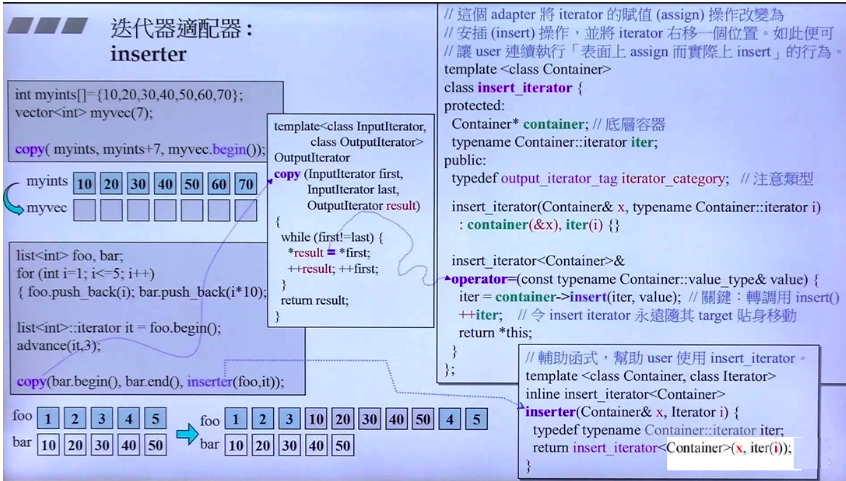 迭代器適配器：
inserter
int myints[]={10,20,30,40,50,60,70};
vector<int> myvec(7);
copy( myints, myints+7, myvec.begin());
myints 10 20 30 40 50 60 70
myvec
list<int> foo, bar;
for (int i=1; i<=5; i++)
{ foo.push_back(i); bar.push_back(i*10);
list<int>::iterator it = foo.begin();
advance(it,3);
copy(bar.begin(), bar.end(), inserter(foo,it));
foo 1 2 3 4 5
bar 10 20 30 40 50
foo 1 2 3 10 20 30 40 50 4 5
bar 10 20 30 40 50
template<class InputIterator,
class OutputIterator>
OutputIterator
copy (InputIterator first,
InputIterator last,
OutputIterator result)
{
while (first!=last) {
*result = *first;
++result; ++first;
}
return result;
}
// 這個 adapter 將 iterator 的賦值 (assign) 操作改變為
// 安插 (insert) 操作，並將 iterator 右移一個位置。如此便可
// 讓 user 連續執行「表面上 assign 而實際上 insert」的行為。
template <class Container>
class insert_iterator {
protected:
Container* container; // 底層容器
typename Container::iterator iter;
public:
typedef output_iterator_tag iterator_category; // 注意類型
insert_iterator(Container& x, typename Container::iterator i)
: container(&x), iter(i) {}
insert_iterator<Container>&
operator=(const typename Container::value_type& value) {
iter = container->insert(iter, value); // 關鍵：轉調用 insert()
++iter; // 令 insert iterator 永遠隨其 target 貼身移動
return *this;
}
};
// 輔助函式，幫助 user 使用 insert_iterator。
template <class Container, class Iterator>
inline insert_iterator<Container>
inserter(Container& x, Iterator i) {
typedef typename Container::iterator iter;
return insert_iterator<Container>(x, iter(i));
}